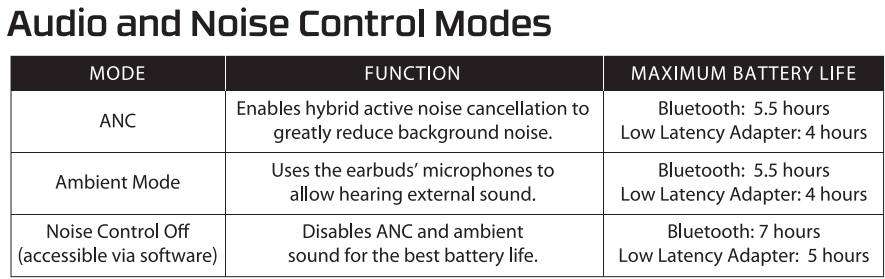 Audio and Noise Control Modes
MODE FUNCTION MAXIMUM BATTERY LIFE
ANC
Enables hybrid active noise cancellation to
greatly reduce background noise.
Bluetooth: 5.5 hours
Low Latency Adapter: 4 hours
Ambient Mode
Uses the earbuds’ microphones to
allow hearing external sound.
Bluetooth: 5.5 hours
Low Latency Adapter: 4 hours
Noise Control Off
(accessible via software)
Disables ANC and ambient
sound for the best battery life.
Bluetooth: 7 hours
Low Latency Adapter: 5 hours